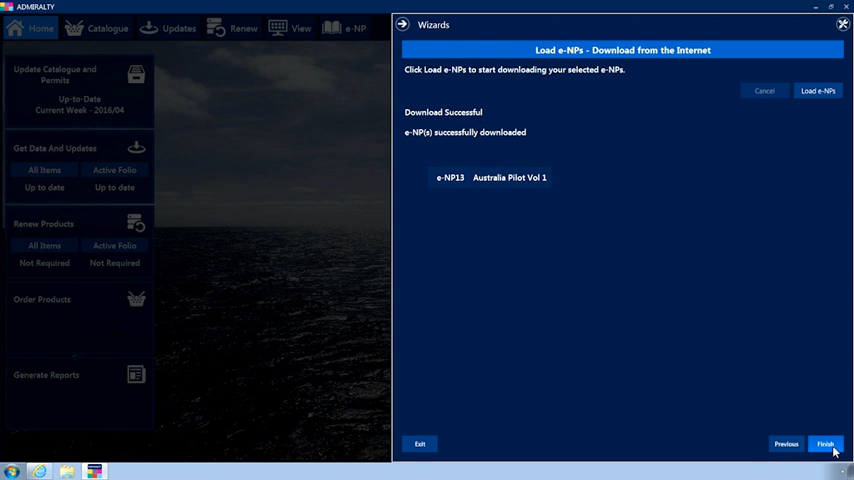 ADMIRALTY
Home
Catalogue
Updates
Renew
View
e-NP
Update Catalogue and
Permits
Up-to-Date
Current Week - 2016/04
Get Data And Updates
All Items
Active Folio
Up to date
Up to date
Renew Products
All Items
Active Folio
Not Required
Not Required
Order Products
Generate Reports
Wizards
Load e-NPs - Download from the Internet
Click Load e-NPs to start downloading your selected e-NPs.
Cancel
Load e-NPs
Download Successful
e-NP(s) successfully downloaded
e-NP13 Australia Pilot Vol 1
Exit
Previous
Finish